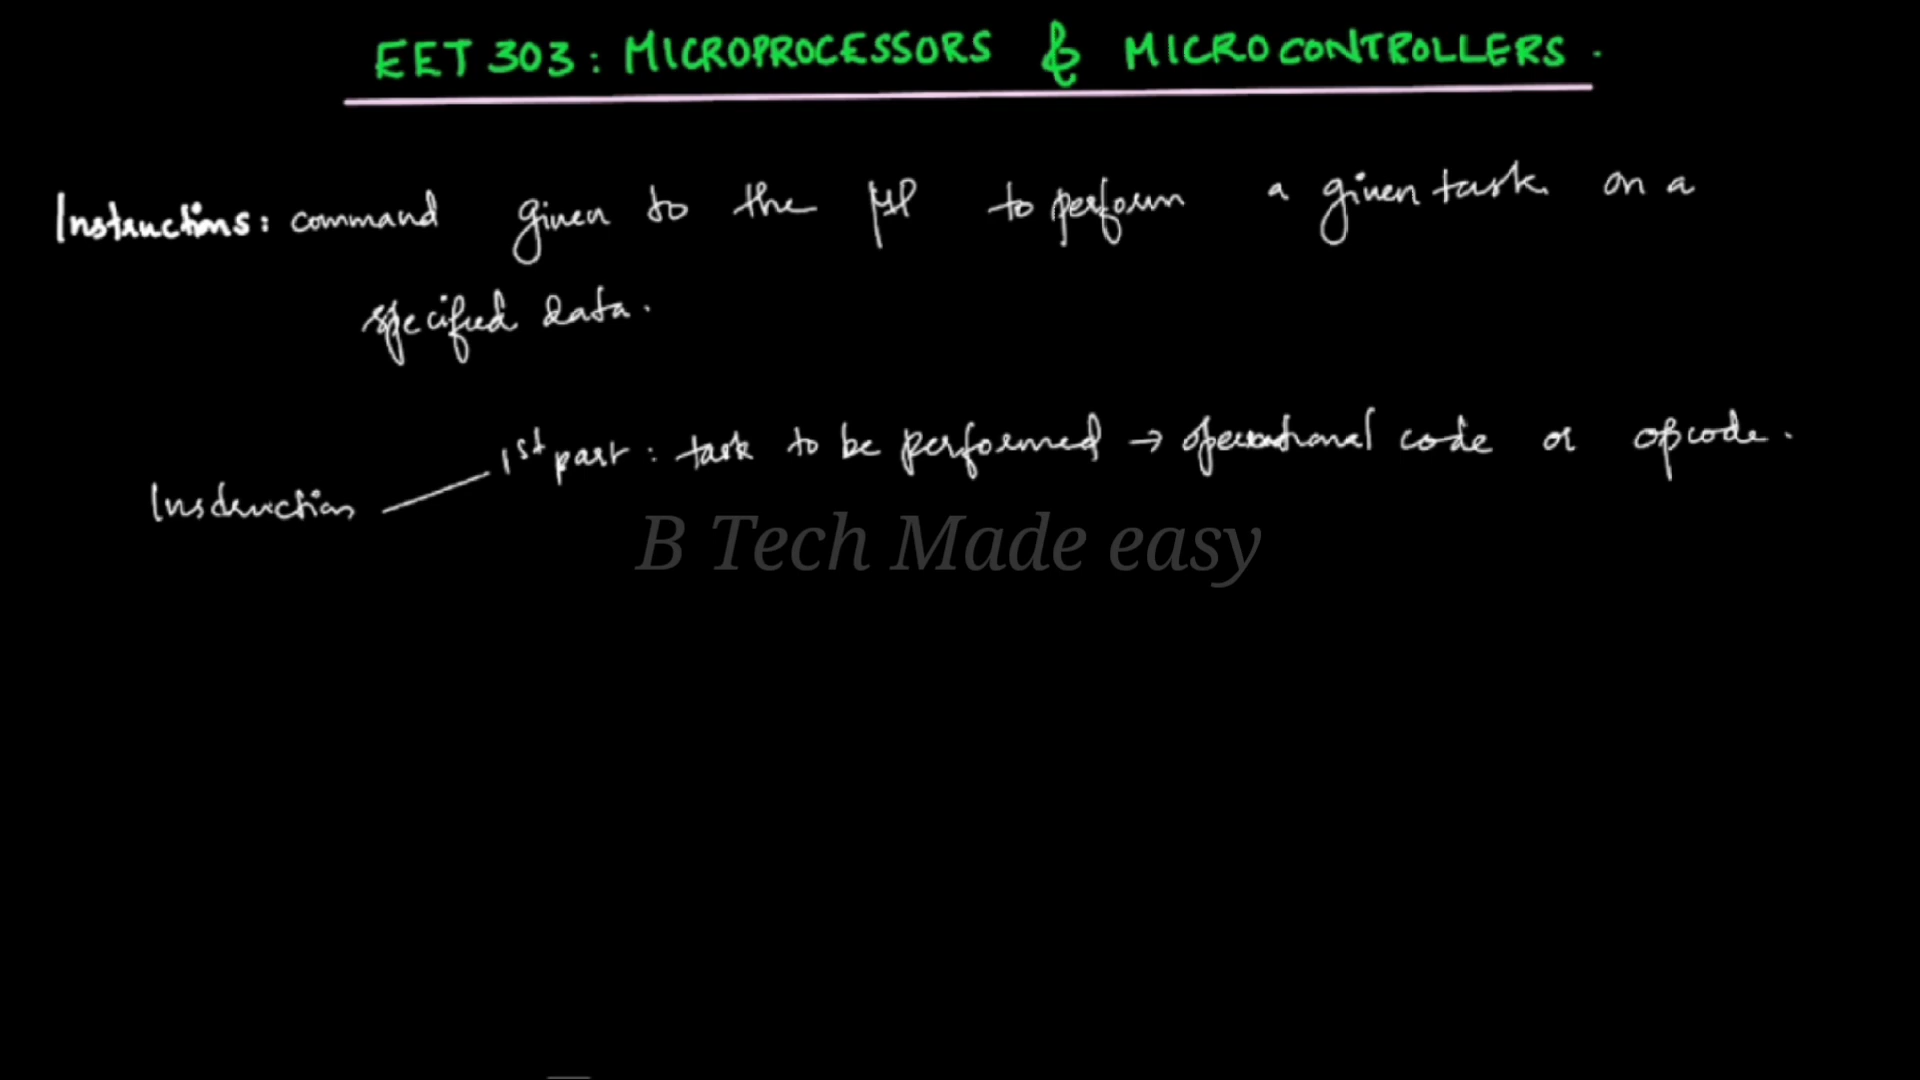 EET 303: MICROPROCESSORS & MICROCONTROLLERS.
Instructions: command given to the μP to perform a given task on a
specified data.
1st part: task to be performed → operational code or opcode.
Instruction
B Tech Made easy